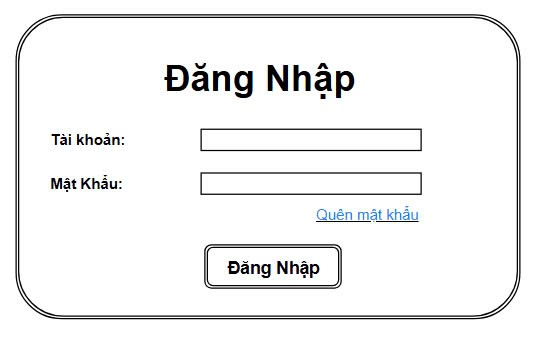 Đăng Nhập
Tài khoản:
Mật Khẩu:
Quên mật khẩu
Đăng Nhập